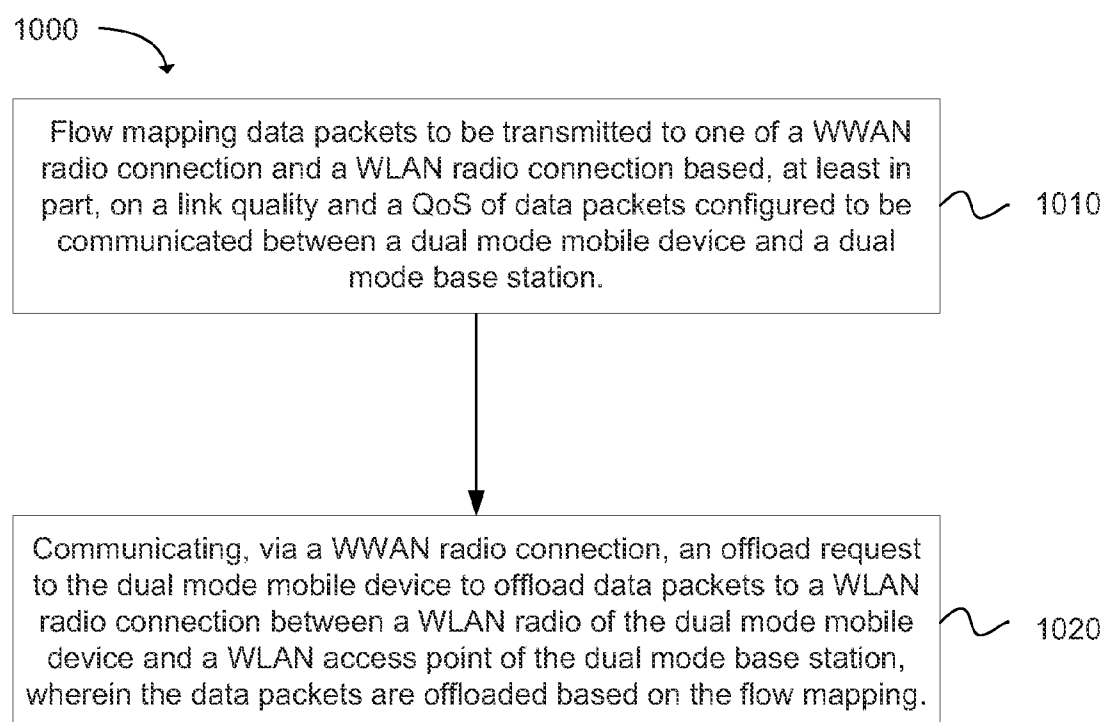 1000
Flow mapping data packets to be transmitted to one of a WWAN
radio connection and a WLAN radio connection based, at least in
part, on a link quality and a QoS of data packets configured to be
communicated between a dual mode mobile device and a dual
mode base station.
1010
Communicating, via a WWAN radio connection, an offload request
to the dual mode mobile device to offload data packets to a WLAN
radio connection between a WLAN radio of the dual mode mobile
device and a WLAN access point of the dual mode base station,
wherein the data packets are offloaded based on the flow mapping.
1020